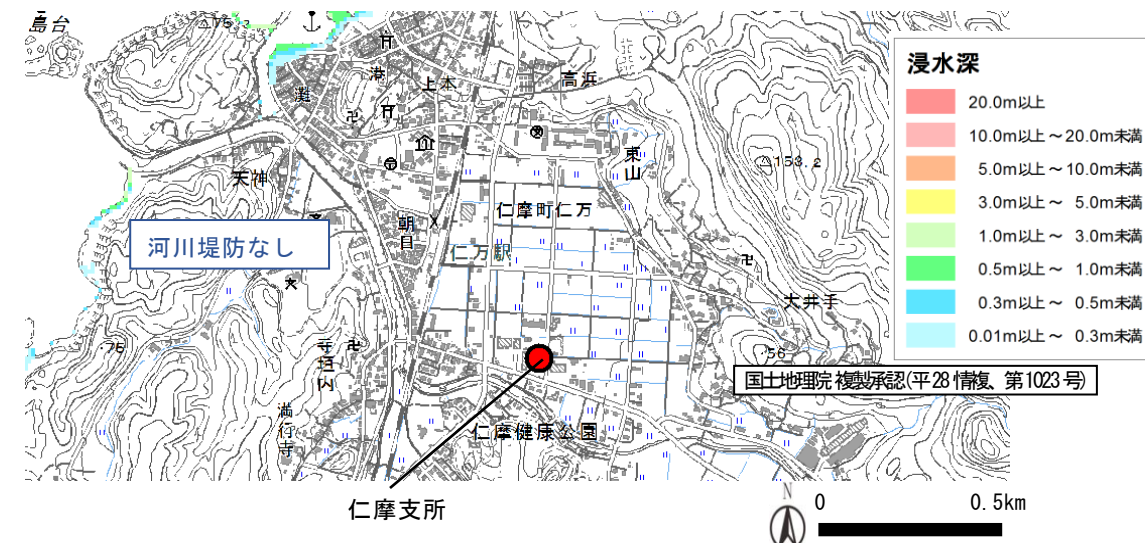 島台
75.2
港
上本
高浜
灘
東山
153.2
天神
仁摩町仁万
朝日
河川堤防なし
仁万駅
大井手
76
寺垣内
56
満行寺
仁摩健康公園
仁摩支所
浸水深
20.0m以上
10.0m以上~20.0m未満
5.0m以上~10.0m未満
3.0m以上~ 5.0m未満
1.0m以上~ 3.0m未満
0.5m以上~ 1.0m未満
0.3m以上~ 0.5m未満
0.01m以上~ 0.3m未満
国土地理院 複製承認(平28情複、第1023号)
N
0 0.5km